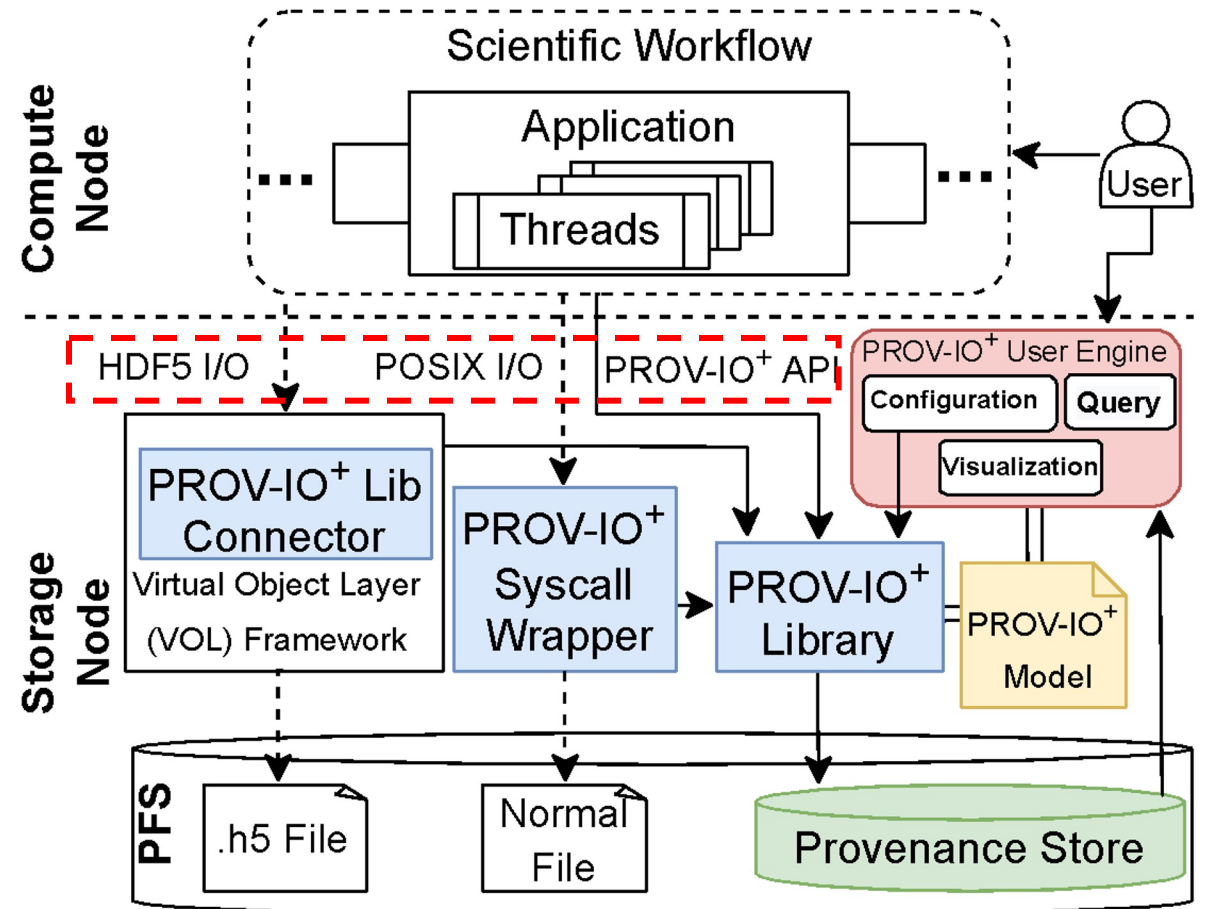 Scientific Workflow
Compute
Node
Application
Threads
...
...
User
HDF5 I/O
POSIX I/O
PROV-IO⁺ API
PROV-IO⁺ User Engine
Configuration
Query
Visualization
Storage
Node
PROV-IO⁺ Lib
Connector
Virtual Object Layer
(VOL) Framework
PROV-IO⁺
Syscall
Wrapper
PROV-IO⁺
Library
PROV-IO⁺
Model
PFS
.h5 File
Normal
File
Provenance Store